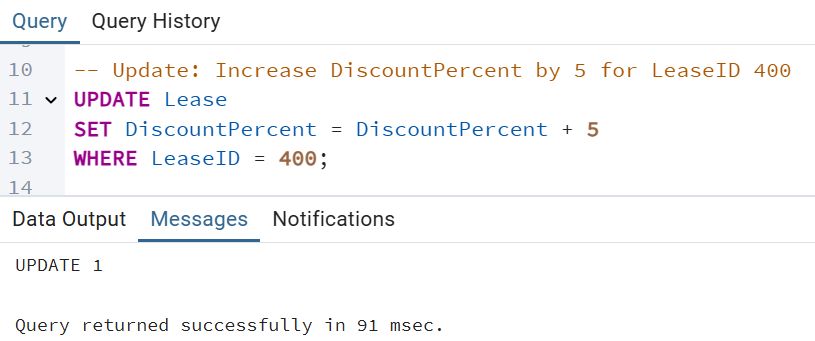 Query Query History
10 -- Update: Increase DiscountPercent by 5 for LeaseID 400
11 UPDATE Lease
12 SET DiscountPercent = DiscountPercent + 5
13 WHERE LeaseID = 400;
14
Data Output Messages Notifications
UPDATE 1
Query returned successfully in 91 msec.